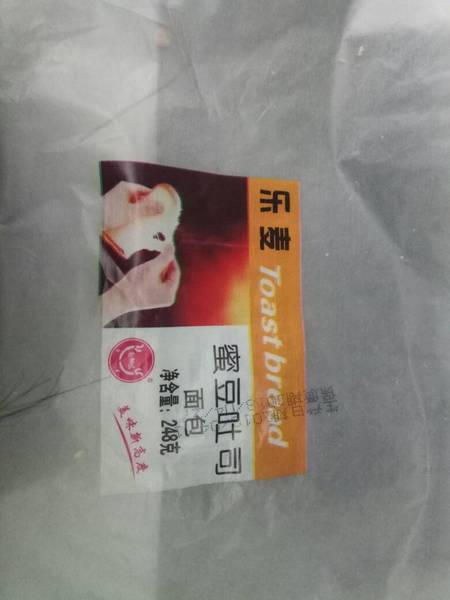 乐麦
Toast bread
蜜豆吐司
面包
净含量：248克
美味新高度